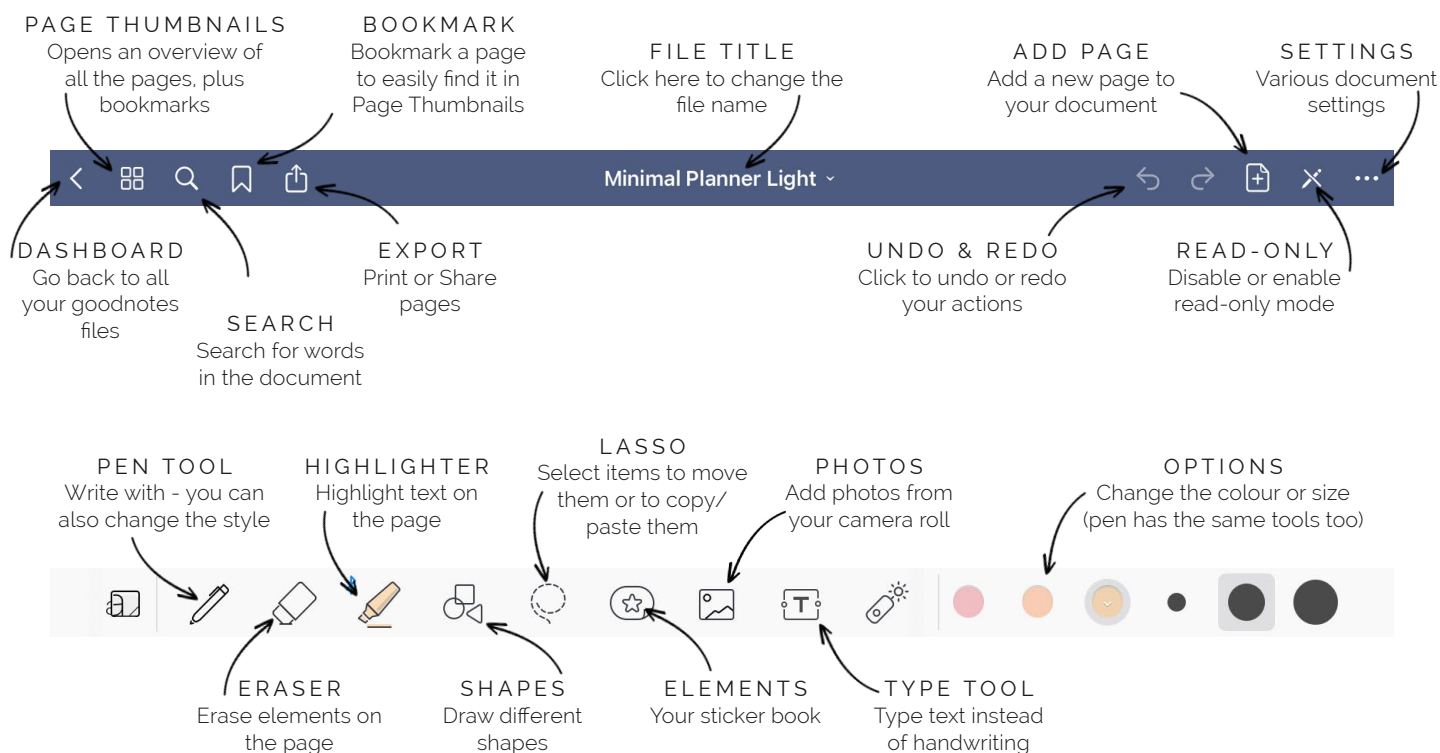 PAGE THUMBNAILS
Opens an overview of
all the pages, plus
bookmarks
BOOKMARK
Bookmark a page
to easily find it in
Page Thumbnails
FILE TITLE
Click here to change the
file name
ADD PAGE
Add a new page to
your document
SETTINGS
Various document
settings
Minimal Planner Light
DASHBOARD
Go back to all
your goodnotes
files
SEARCH
Search for words
in the document
EXPORT
Print or Share
pages
UNDO & REDO
Click to undo or redo
your actions
READ-ONLY
Disable or enable
read-only mode
PEN TOOL
Write with - you can
also change the style
HIGHLIGHTER
Highlight text on
the page
LASSO
Select items to move
them or to copy/
paste them
PHOTOS
Add photos from
your camera roll
OPTIONS
Change the colour or size
(pen has the same tools too)
a
T
ERASER
Erase elements on
the page
SHAPES
Draw different
shapes
ELEMENTS
Your sticker book
TYPE TOOL
Type text instead
of handwriting